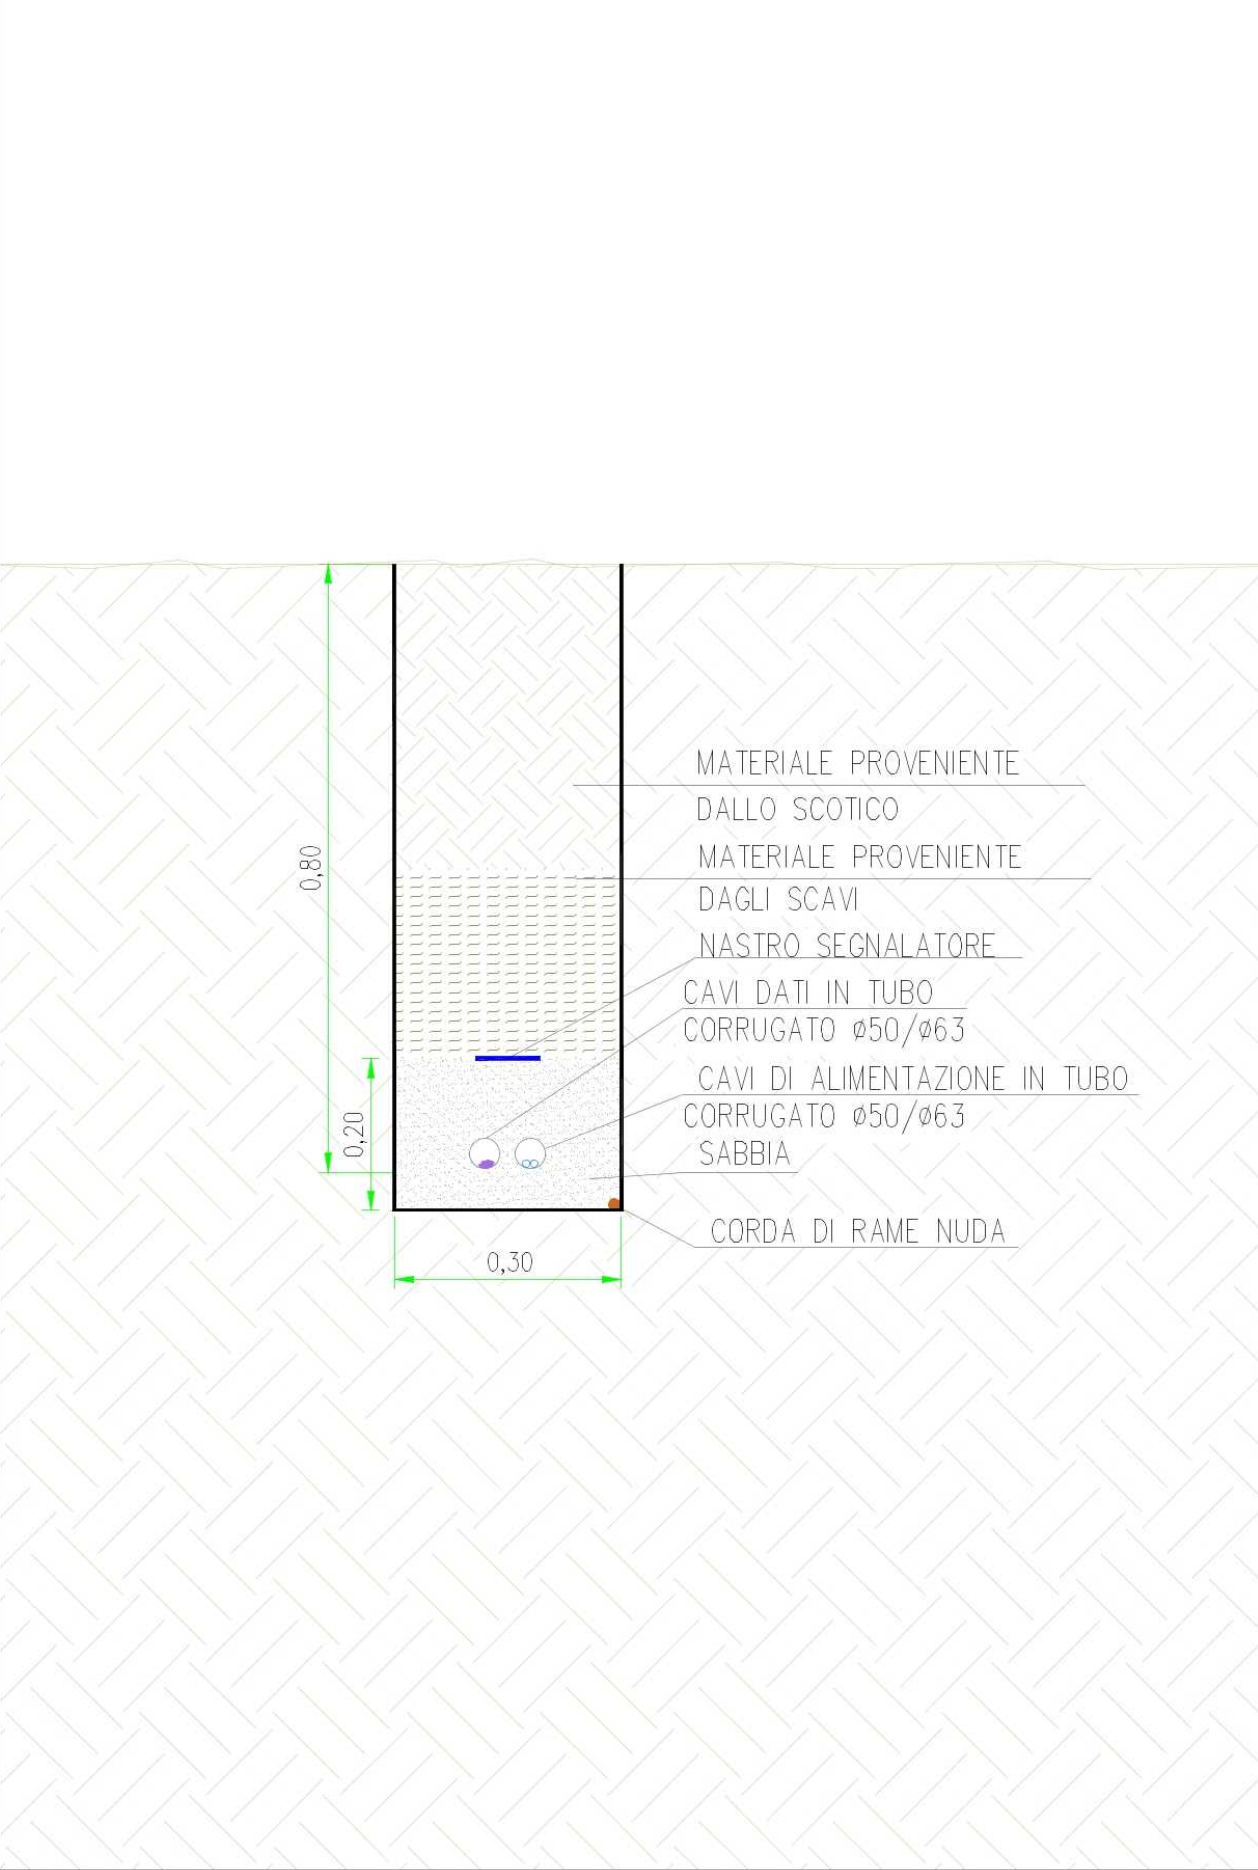 MATERIALE PROVENIENTE
DALLO SCOTICO
MATERIALE PROVENIENTE
DAGLI SCAVI
NASTRO SEGNALATORE
CAVI DATI IN TUBO
CORRUGATO ø50/ø63
CAVI DI ALIMENTAZIONE IN TUBO
CORRUGATO ø50/ø63
SABBIA
CORDA DI RAME NUDA
0,80
0,20
0,30